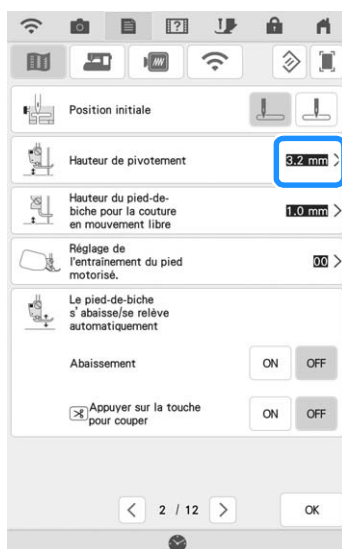 Position initiale
Hauteur de pivotement 3.2 mm >
Hauteur du pied-de-
biche pour la couture
en mouvement libre
1.0 mm >
Réglage de
l'entraînement du pied
motorisé.
00 >
Le pied-de-biche
s'abaisse/se relève
automatiquement
Abaissement ON OFF
Appuyer sur la touche
pour couper
ON OFF
< 2 / 12 > OK